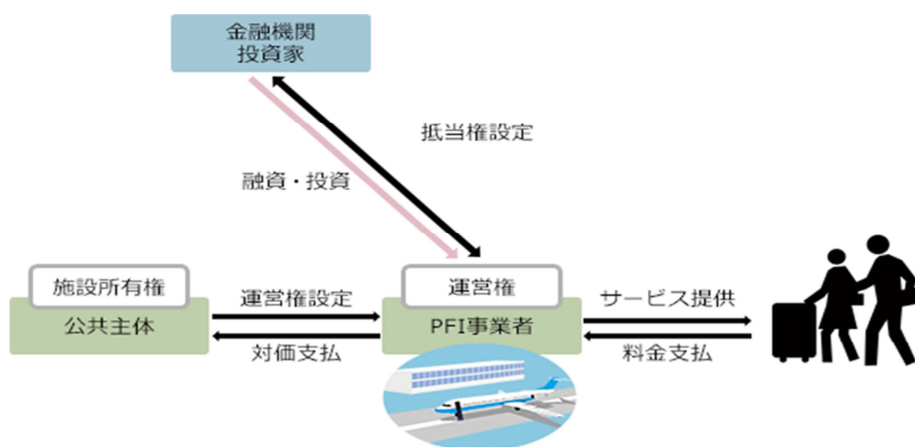 金融機関
投資家
抵当権設定
融資・投資
施設所有権
公共主体
運営権設定
対価支払
運営権
PFI事業者
サービス提供
料金支払